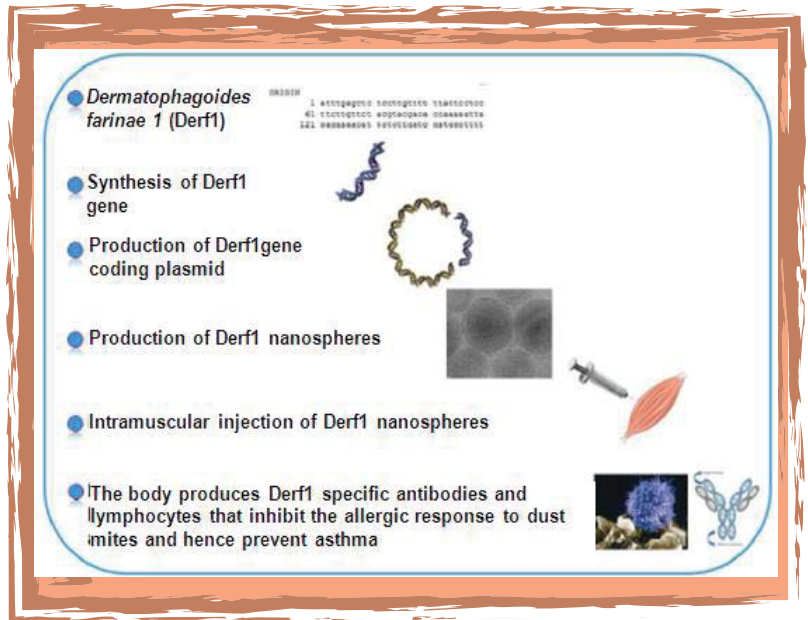 Dermatophagoides
farinae 1 (Derf1)
ORIGIN
Synthesis of Derf1
gene
Production of Derf1gene
coding plasmid
Production of Derf1 nanospheres
Intramuscular injection of Derf1 nanospheres
The body produces Derf1 specific antibodies and
lymphocytes that inhibit the allergic response to dust
mites and hence prevent asthma